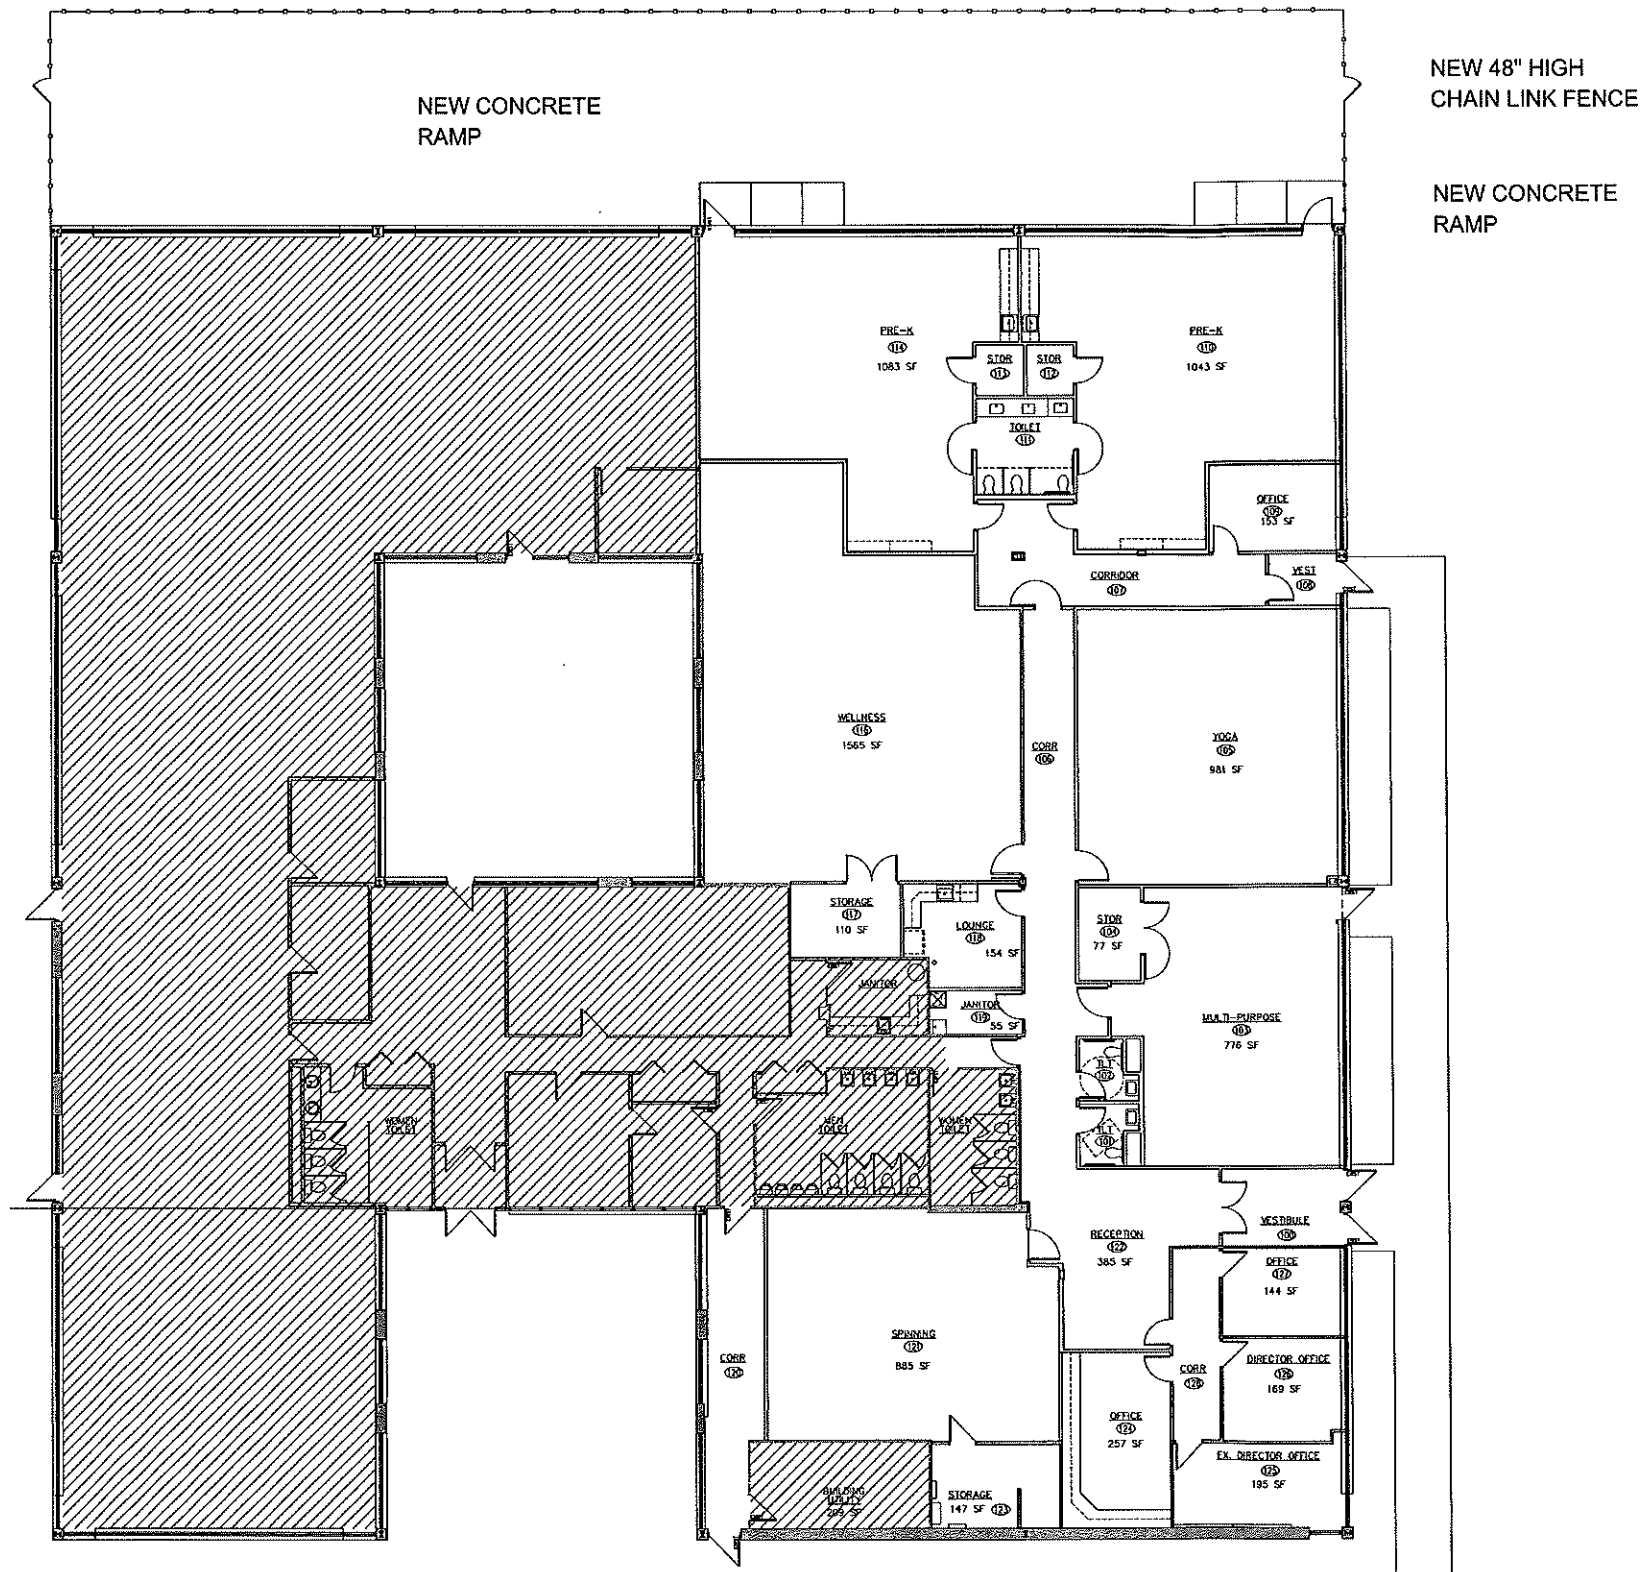 NEW 48" HIGH
CHAIN LINK FENCE
NEW CONCRETE
RAMP
NEW CONCRETE
RAMP
PRE-K
114
1083 SF
STOR
113
STOR
112
PRE-K
110
1043 SF
TOILET
111
OFFICE
109
153 SF
CORRIDOR
107
VEST
108
WELLNESS
1565 SF
CORR
106
YOGA
105
981 SF
STORAGE
117
110 SF
LOUNGE
118
154 SF
STOR
104
77 SF
JANITOR
JANITOR
119
55 SF
MULTI-PURPOSE
103
776 SF
TLT
102
WOMEN
TOILET
MEN
TOILET
WOMEN
TOILET
TLT
101
RECEPTION
122
385 SF
VESTIBULE
100
OFFICE
127
144 SF
SPINNING
121
885 SF
CORR
120
CORR
128
DIRECTOR OFFICE
126
169 SF
OFFICE
124
257 SF
EX. DIRECTOR OFFICE
125
195 SF
BUILDING
UTILITY
209 SF
STORAGE
147 SF 123